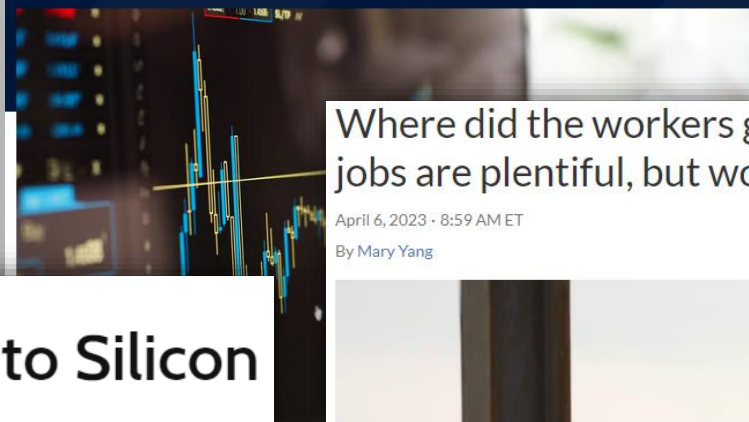 Where did the workers
jobs are plentiful, but
April 6, 2023 · 8:59 AM ET
By Mary Yang
to Silicon